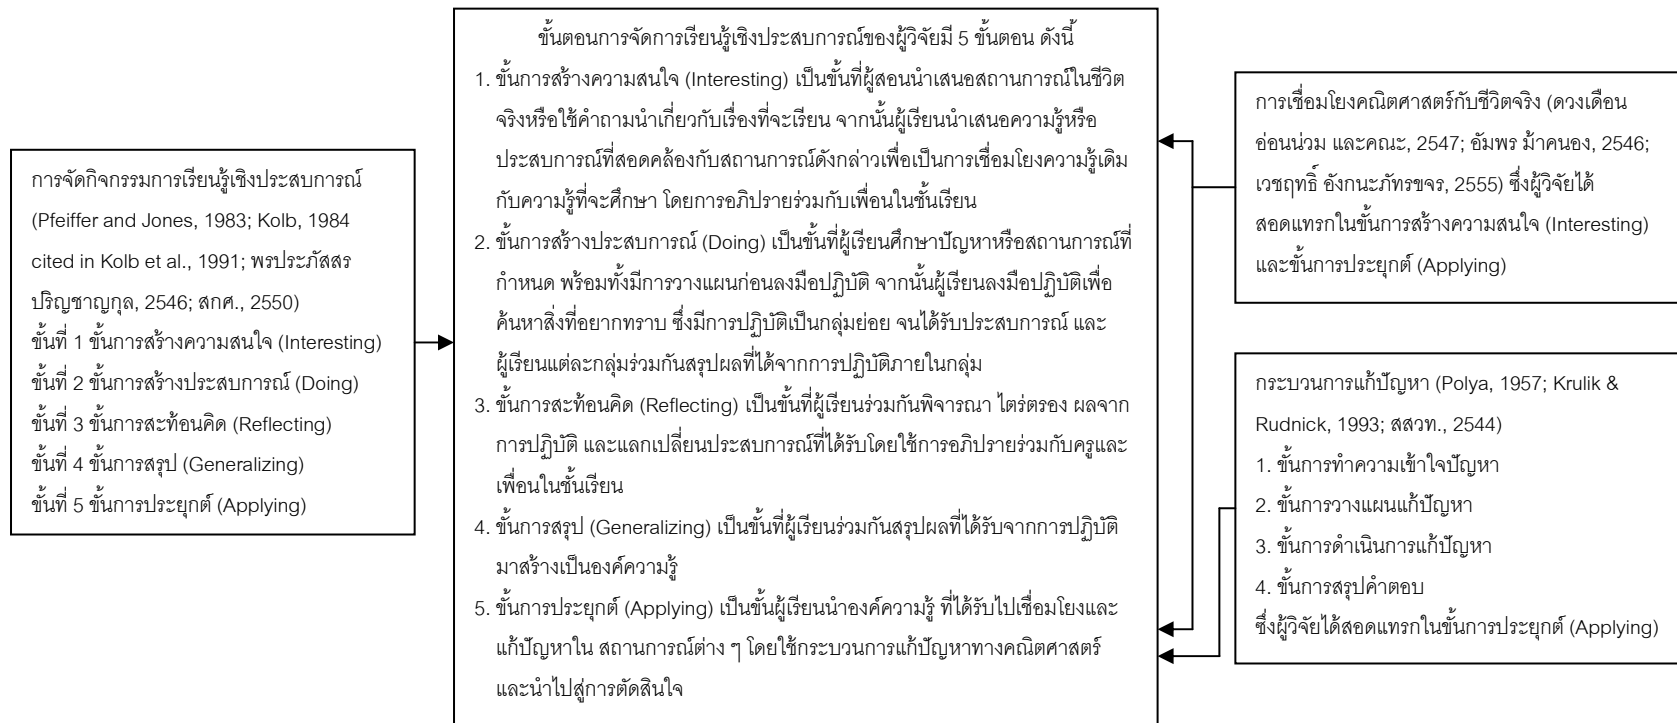 การจัดกิจกรรมการเรียนรู้เชิงประสบการณ์
(Pfeiffer and Jones, 1983; Kolb, 1984
cited in Kolb et al., 1991; พรประภัสสร
ปริญชาญกุล, 2546; สกศ., 2550)
ขั้นที่ 1 ขั้นการสร้างความสนใจ (Interesting)
ขั้นที่ 2 ขั้นการสร้างประสบการณ์ (Doing)
ขั้นที่ 3 ขั้นการสะท้อนคิด (Reflecting)
ขั้นที่ 4 ขั้นการสรุป (Generalizing)
ขั้นที่ 5 ขั้นการประยุกต์ (Applying)
ขั้นตอนการจัดการเรียนรู้เชิงประสบการณ์ของผู้วิจัยมี 5 ขั้นตอน ดังนี้
1. ขั้นการสร้างความสนใจ (Interesting) เป็นขั้นที่ผู้สอนนำเสนอสถานการณ์ในชีวิต
จริงหรือใช้คำถามนำเกี่ยวกับเรื่องที่จะเรียน จากนั้นผู้เรียนนำเสนอความรู้หรือ
ประสบการณ์ที่สอดคล้องกับสถานการณ์ดังกล่าวเพื่อเป็นการเชื่อมโยงความรู้เดิม
กับความรู้ที่จะศึกษา โดยการอภิปรายร่วมกับเพื่อนในชั้นเรียน
2. ขั้นการสร้างประสบการณ์ (Doing) เป็นขั้นที่ผู้เรียนศึกษาปัญหาหรือสถานการณ์ที่
กำหนด พร้อมทั้งมีการวางแผนก่อนลงมือปฏิบัติ จากนั้นผู้เรียนลงมือปฏิบัติเพื่อ
ค้นหาสิ่งที่อยากทราบ ซึ่งมีการปฏิบัติเป็นกลุ่มย่อย จนได้รับประสบการณ์ และ
ผู้เรียนแต่ละกลุ่มร่วมกันสรุปผลที่ได้จากการปฏิบัติภายในกลุ่ม
3. ขั้นการสะท้อนคิด (Reflecting) เป็นขั้นที่ผู้เรียนร่วมกันพิจารณา ไตร่ตรอง ผลจาก
การปฏิบัติ และแลกเปลี่ยนประสบการณ์ที่ได้รับโดยใช้การอภิปรายร่วมกับครูและ
เพื่อนในชั้นเรียน
4. ขั้นการสรุป (Generalizing) เป็นขั้นที่ผู้เรียนร่วมกันสรุปผลที่ได้รับจากการปฏิบัติ
มาสร้างเป็นองค์ความรู้
5. ขั้นการประยุกต์ (Applying) เป็นขั้นผู้เรียนนำองค์ความรู้ ที่ได้รับไปเชื่อมโยงและ
แก้ปัญหาใน สถานการณ์ต่าง ๆ โดยใช้กระบวนการแก้ปัญหาทางคณิตศาสตร์
และนำไปสู่การตัดสินใจ
การเชื่อมโยงคณิตศาสตร์กับชีวิตจริง (ดวงเดือน
อ่อนน่วม และคณะ, 2547; อัมพร ม้าคนอง, 2546;
เวชฤทธิ์ อังกนะภัทรขจร, 2555) ซึ่งผู้วิจัยได้
สอดแทรกในขั้นการสร้างความสนใจ (Interesting)
และขั้นการประยุกต์ (Applying)
กระบวนการแก้ปัญหา (Polya, 1957; Krulik &
Rudnick, 1993; สสวท., 2544)
1. ขั้นการทำความเข้าใจปัญหา
2. ขั้นการวางแผนแก้ปัญหา
3. ขั้นการดำเนินการแก้ปัญหา
4. ขั้นการสรุปคำตอบ
ซึ่งผู้วิจัยได้สอดแทรกในขั้นการประยุกต์ (Applying)